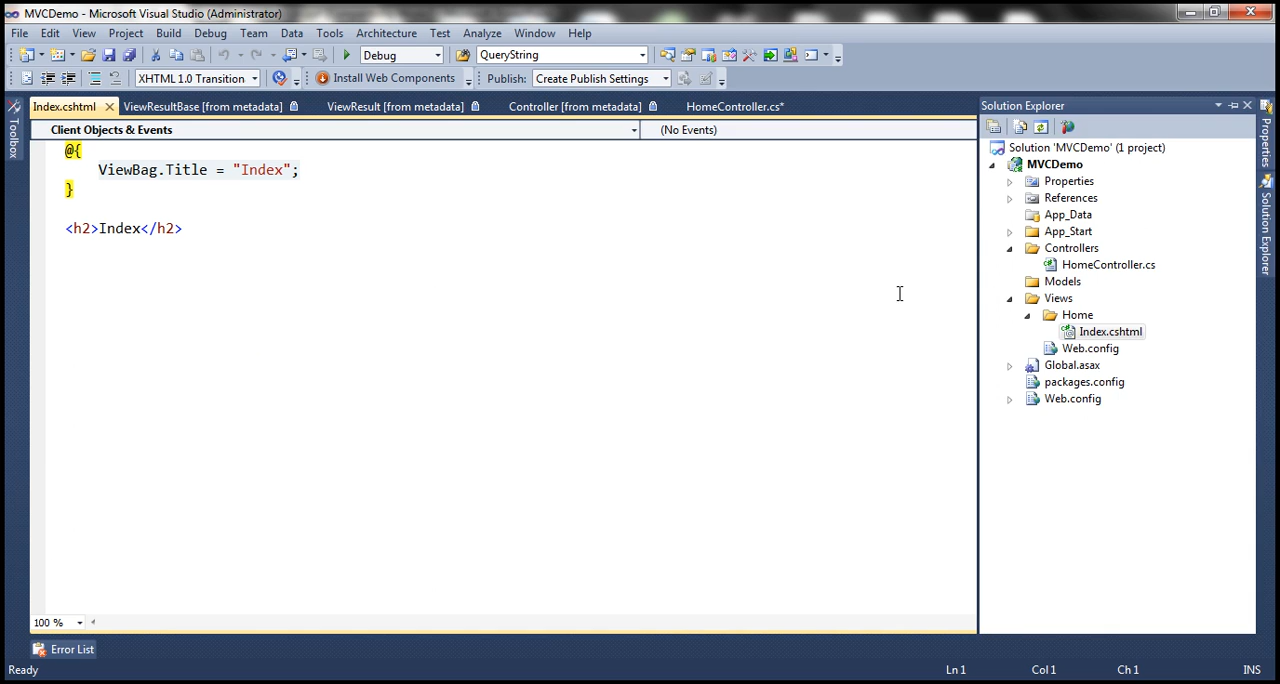 MVCDemo - Microsoft Visual Studio (Administrator)
File Edit View Project Build Debug Team Data Tools Architecture Test Analyze Window Help
Debug QueryString
XHTML 1.0 Transition Install Web Components Publish: Create Publish Settings
Index.cshtml ViewResultBase [from metadata] ViewResult [from metadata] Controller [from metadata] HomeController.cs*
Client Objects & Events (No Events)
@{
ViewBag.Title = "Index";
}
<h2>Index</h2>
100 %
Toolbox
Solution Explorer
Solution 'MVCDemo' (1 project)
MVCDemo
Properties
References
App_Data
App_Start
Controllers
HomeController.cs
Models
Views
Home
Index.cshtml
Web.config
Global.asax
packages.config
Web.config
Properties
Solution Explorer
Error List
Ready Ln 1 Col 1 Ch 1 INS